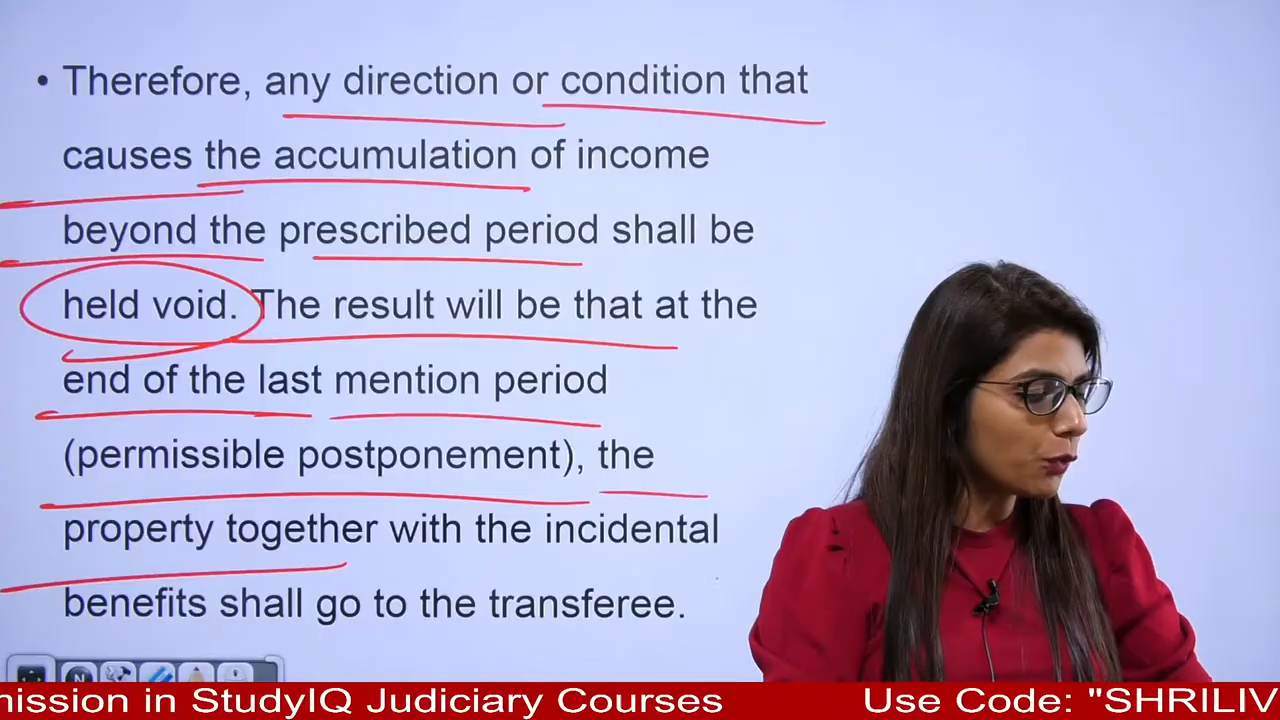 • Therefore, any direction or condition that
causes the accumulation of income
beyond the prescribed period shall be
held void. The result will be that at the
end of the last mention period
(permissible postponement), the
property together with the incidental
benefits shall go to the transferee.
mission in StudyIQ Judiciary Courses Use Code: "SHRILIV